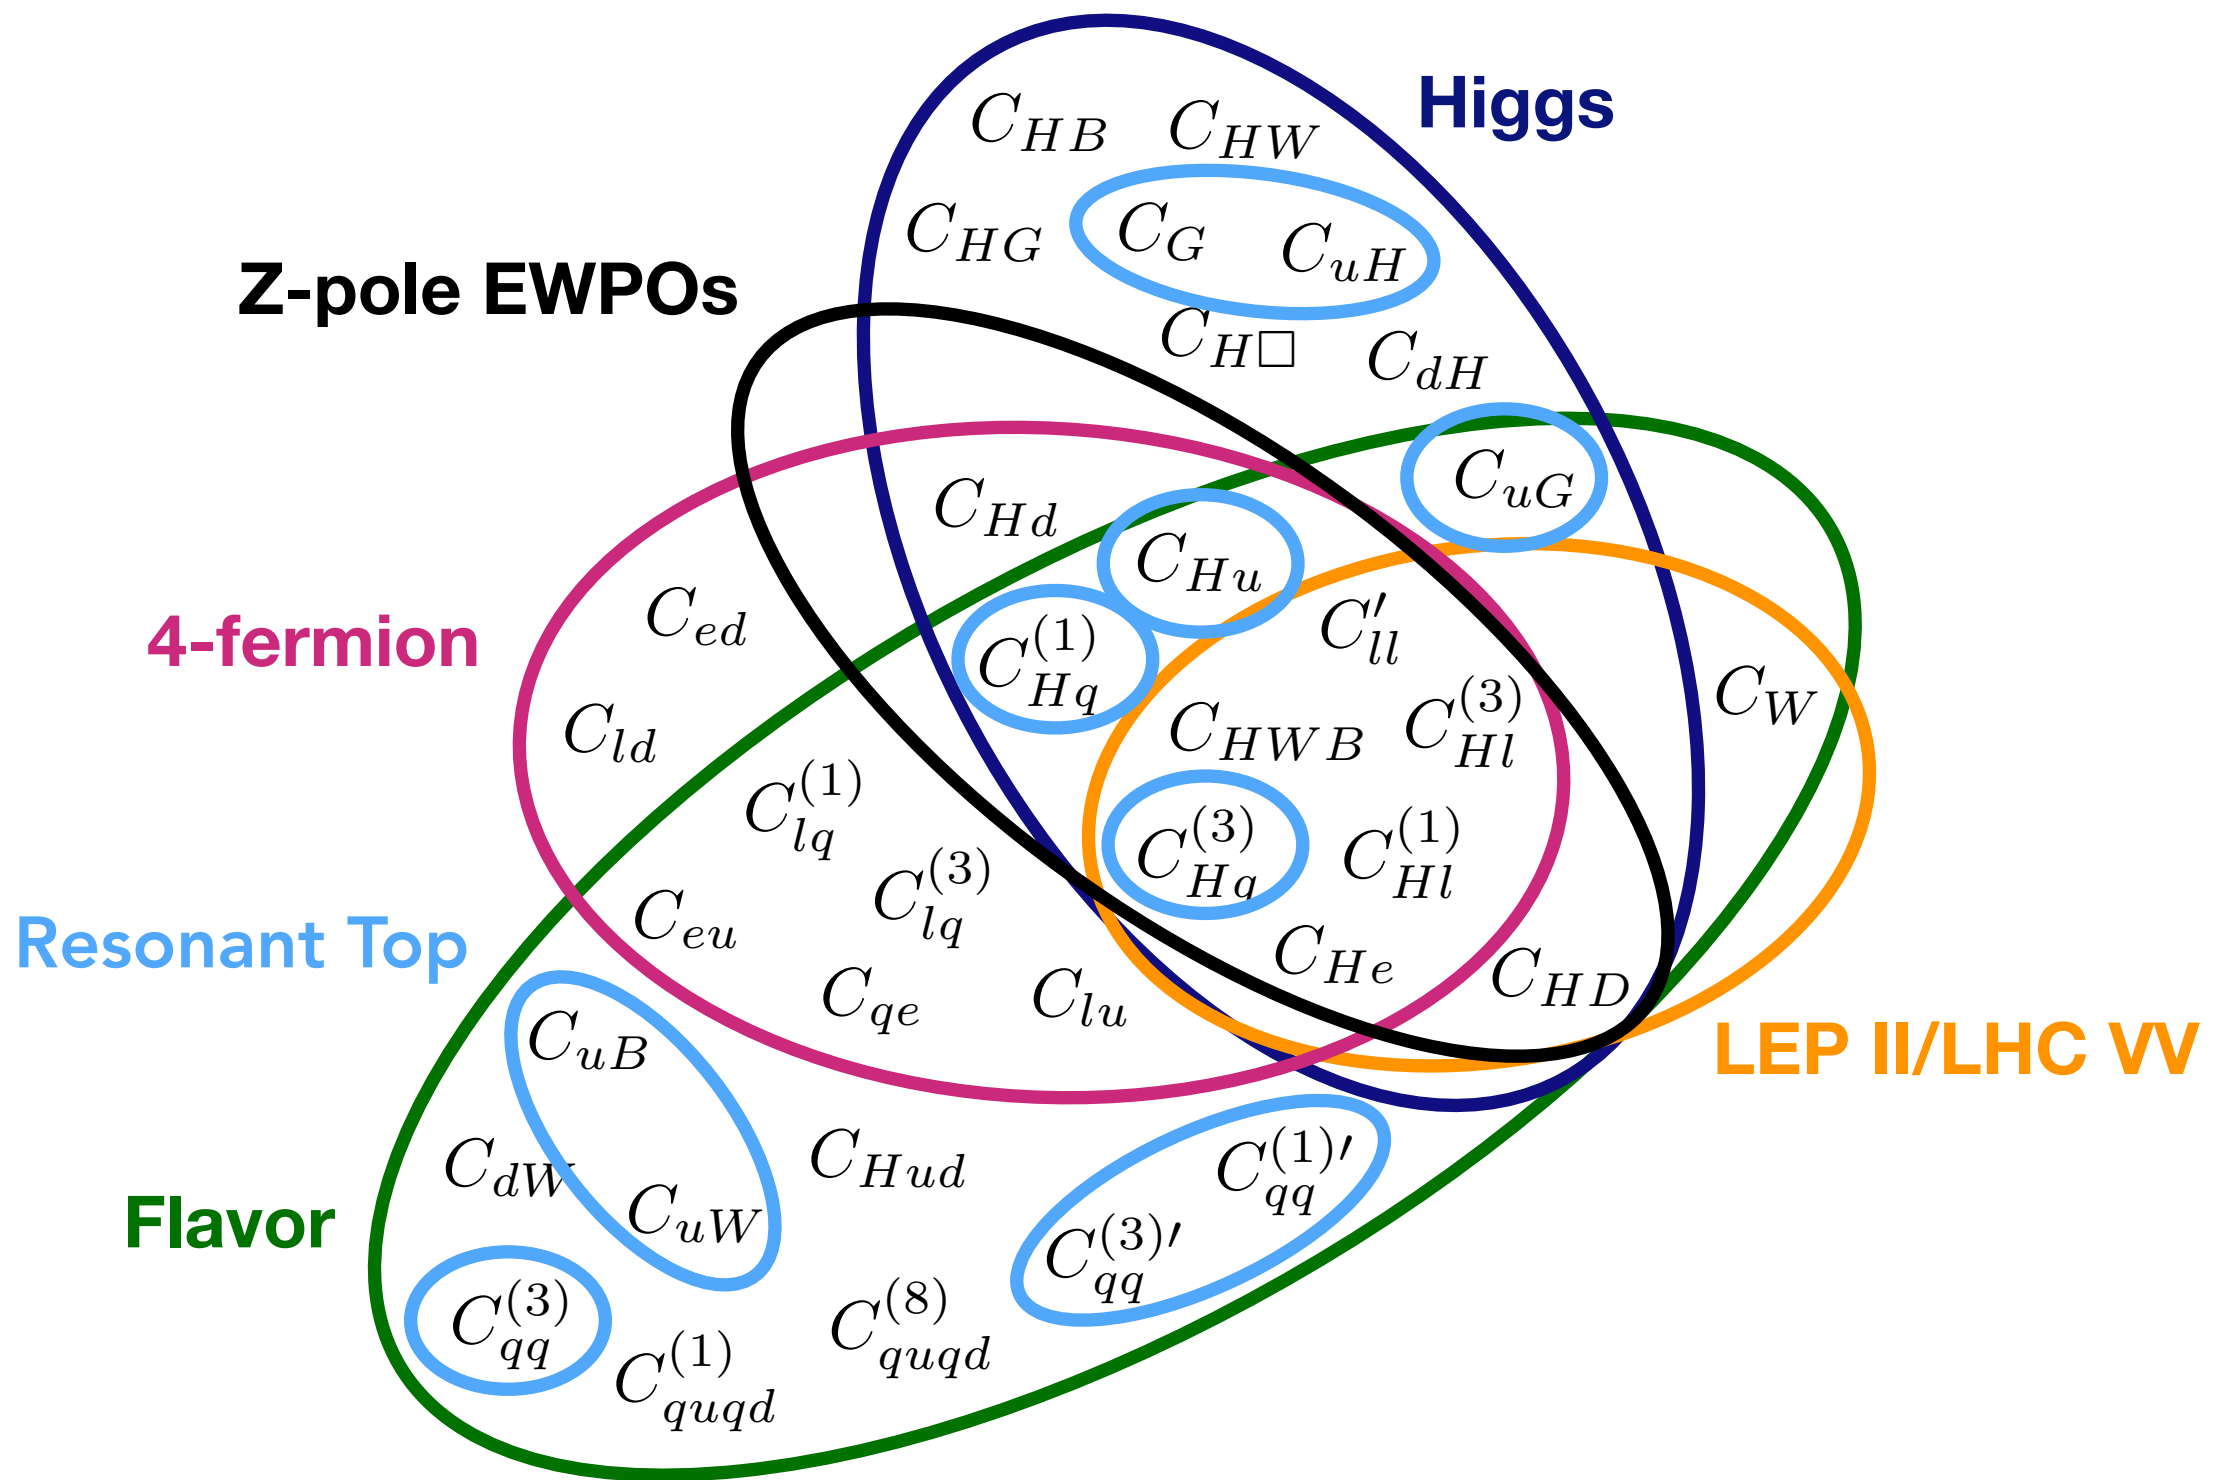 Higgs
C_{HB} C_{HW}
C_{HG} C_G C_{uH}
Z-pole EWPOs
C_{H□} C_{dH}
C_{uG}
C_{Hd}
C_{Hu}
4-fermion
C_{ed} C_{Hq}^{(1)} C'_{ll}
C_{ld} C_{HWB} C_{Hl}^{(3)} C_W
C_{lq}^{(1)} C_{Hq}^{(3)} C_{Hl}^{(1)}
C_{lq}^{(3)}
Resonant Top
C_{eu} C_{He} C_{HD}
C_{qe} C_{lu}
LEP II/LHC VV
C_{uB}
C_{dW} C_{Hud} C_{qq}^{(1)′}
Flavor
C_{uW} C_{qq}^{(3)′}
C_{qq}^{(3)} C_{quqd}^{(8)}
C_{quqd}^{(1)}